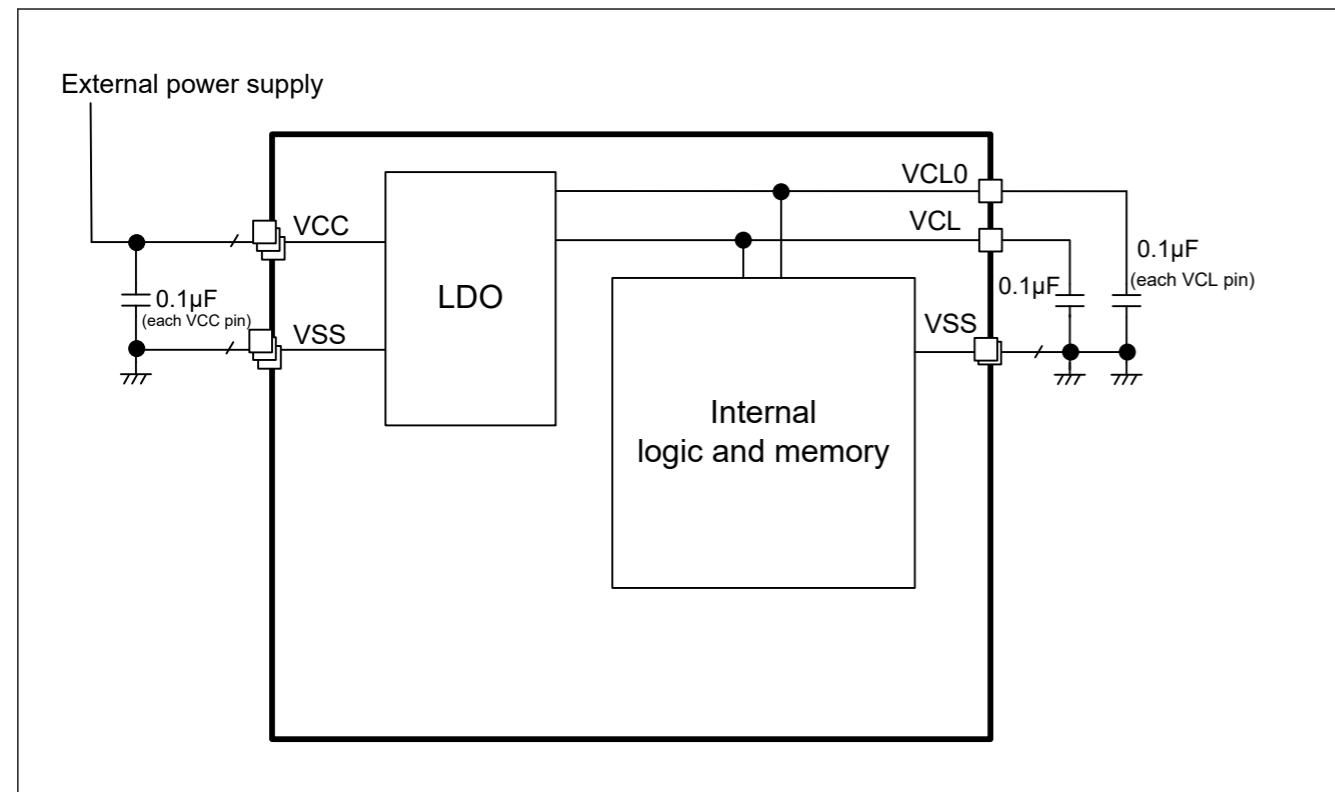 External power supply
VCL0
VCC
VCL
0.1µF
(each VCL pin)
LDO
0.1µF
0.1µF
(each VCC pin)
VSS
VSS
Internal
logic and memory